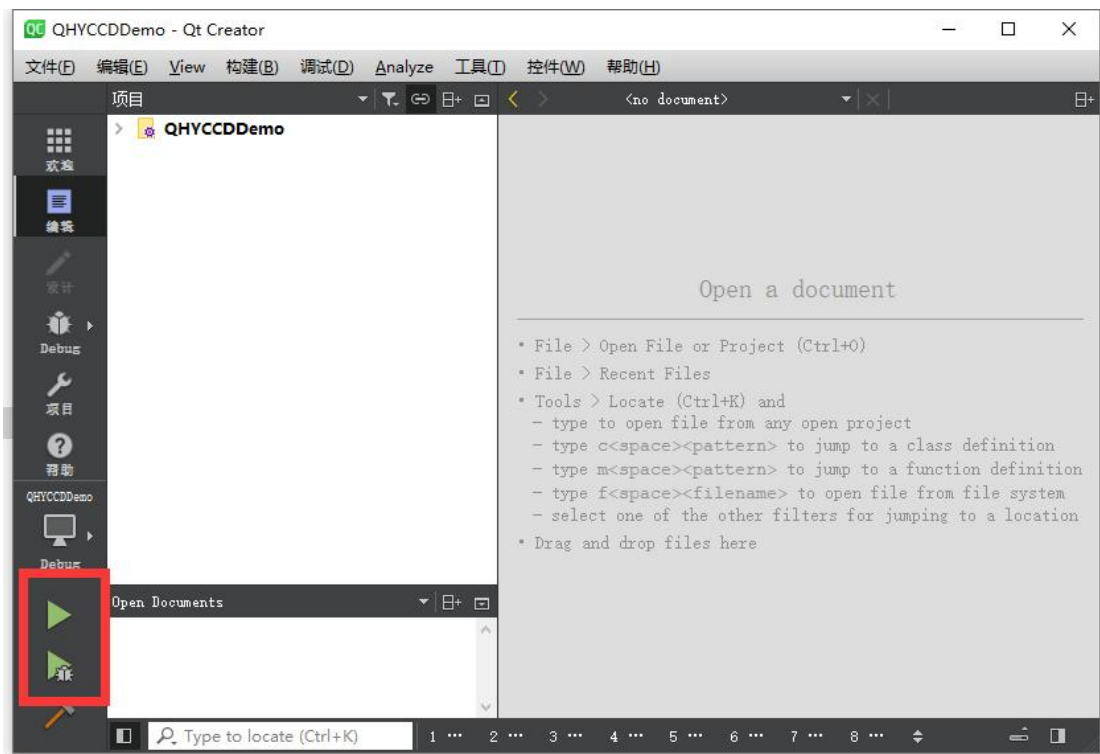 QC QHYCCDDemo - Qt Creator
文件(F) 编辑(E) View 构建(B) 调试(D) Analyze 工具(T) 控件(W) 帮助(H)
项目
<no document>
QHYCCDDemo
欢迎
编辑
设计
Debug
项目
帮助
QHYCCDDemo
Debug
Open a document
• File > Open File or Project (Ctrl+O)
• File > Recent Files
• Tools > Locate (Ctrl+K) and
- type to open file from any open project
- type c<space><pattern> to jump to a class definition
- type m<space><pattern> to jump to a function definition
- type f<space><filename> to open file from file system
- select one of the other filters for jumping to a location
• Drag and drop files here
Open Documents
Type to locate (Ctrl+K)
1 ••• 2 ••• 3 ••• 4 ••• 5 ••• 6 ••• 7 ••• 8 •••